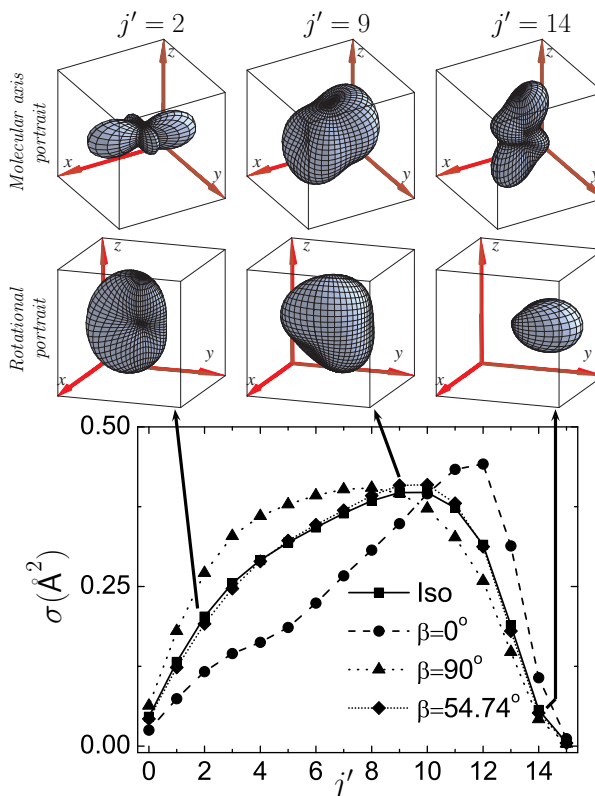 j′ = 2 j′ = 9 j′ = 14
Molecular axis
portrait
z z z
x y x y x y
Rotational
portrait
z z z
x y x y x y
0.50
0.25
0.00
σ(Å²)
Iso
β=0°
β=90°
β=54.74°
0 2 4 6 8 10 12 14
j′